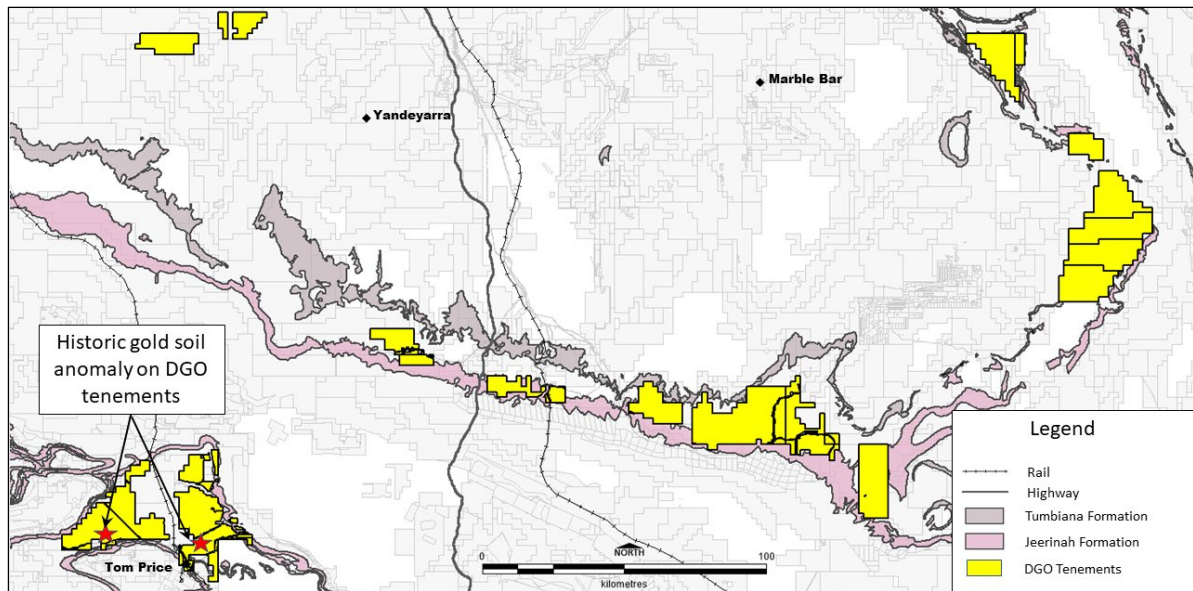 Marble Bar
Yandeyarra
Historic gold soil
anomaly on DGO
tenements
Tom Price
NORTH
0
100
kilometres
Legend
Rail
Highway
Tumbiana Formation
Jeerinah Formation
DGO Tenements